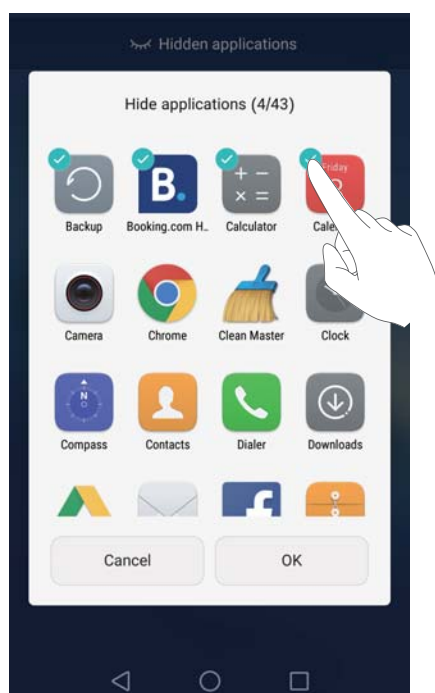 Hidden applications
Hide applications (4/43)
Friday
B.
Backup Booking.com H.. Calculator Cale
Camera Chrome Clean Master Clock
N
Compass Contacts Dialer Downloads
Cancel OK